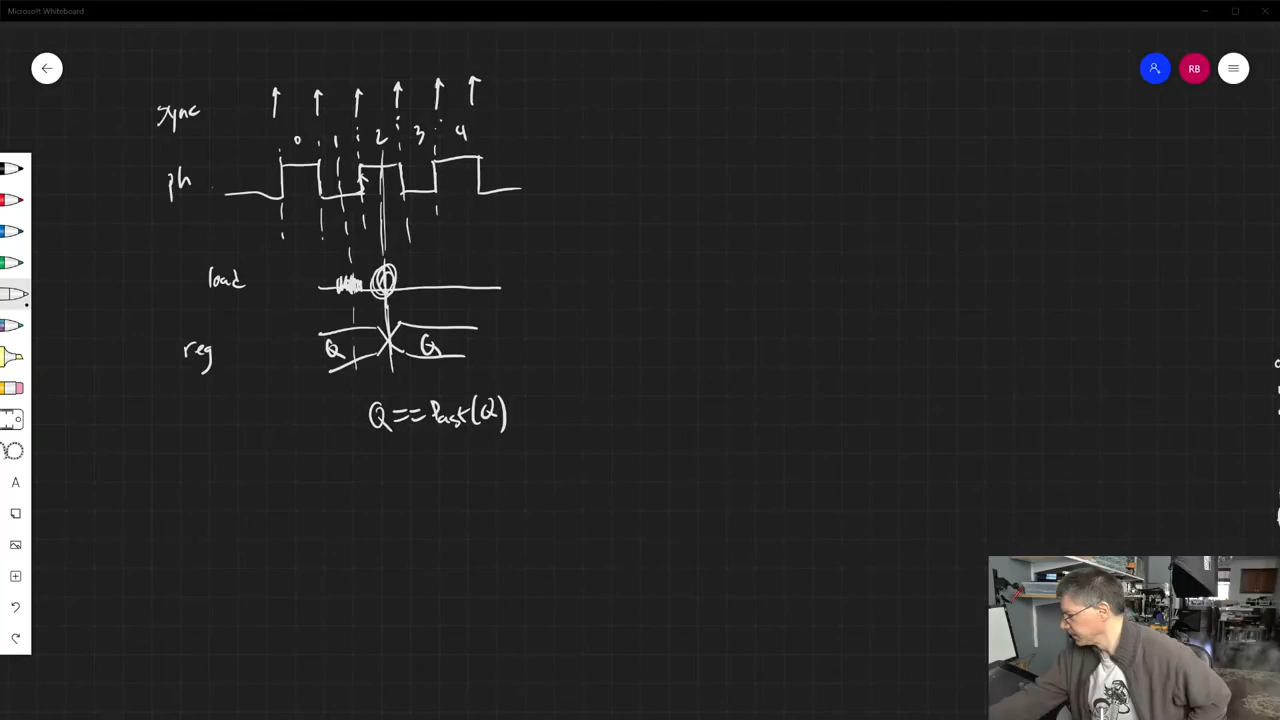 Microsoft Whiteboard
RB
sync
0 1 2 3 4
ph
load
reg
Q Q
Q == Past(Q)
A